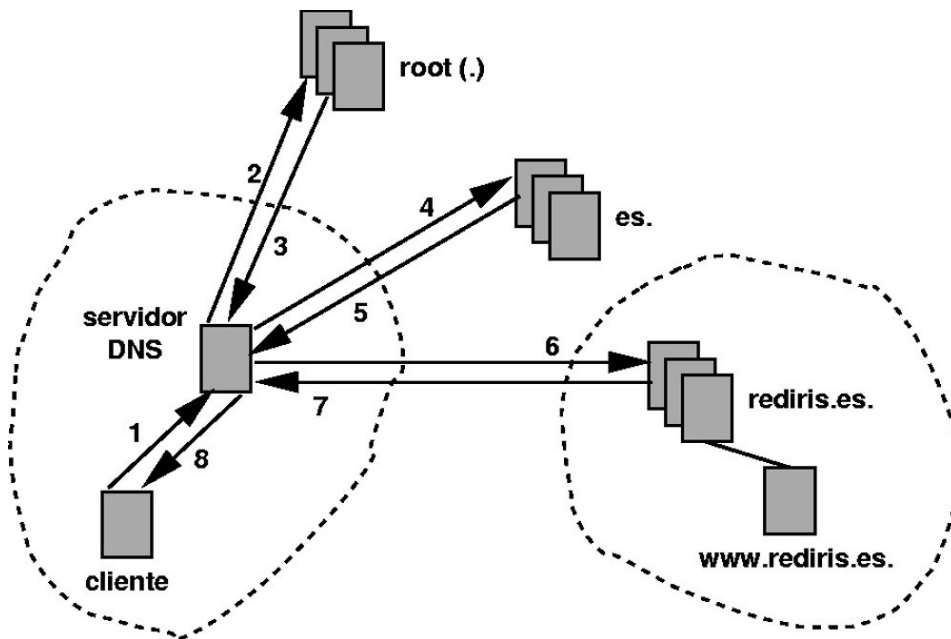 root (.)
2
4
es.
3
5
servidor
DNS
6
7
rediris.es.
1
8
cliente
www.rediris.es.